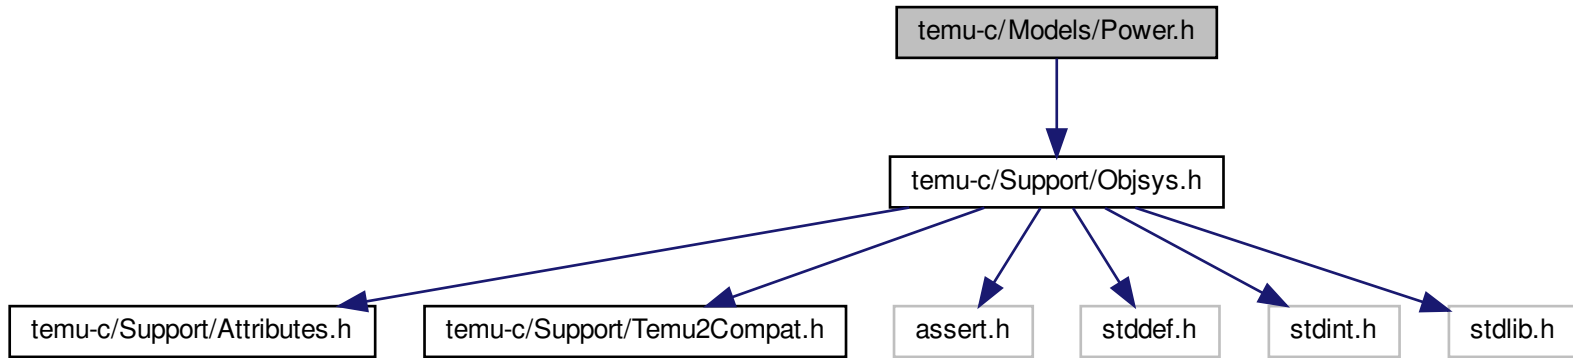 temu-c/Models/Power.h
temu-c/Support/Objsys.h
temu-c/Support/Attributes.h
temu-c/Support/Temu2Compat.h
assert.h
stddef.h
stdint.h
stdlib.h